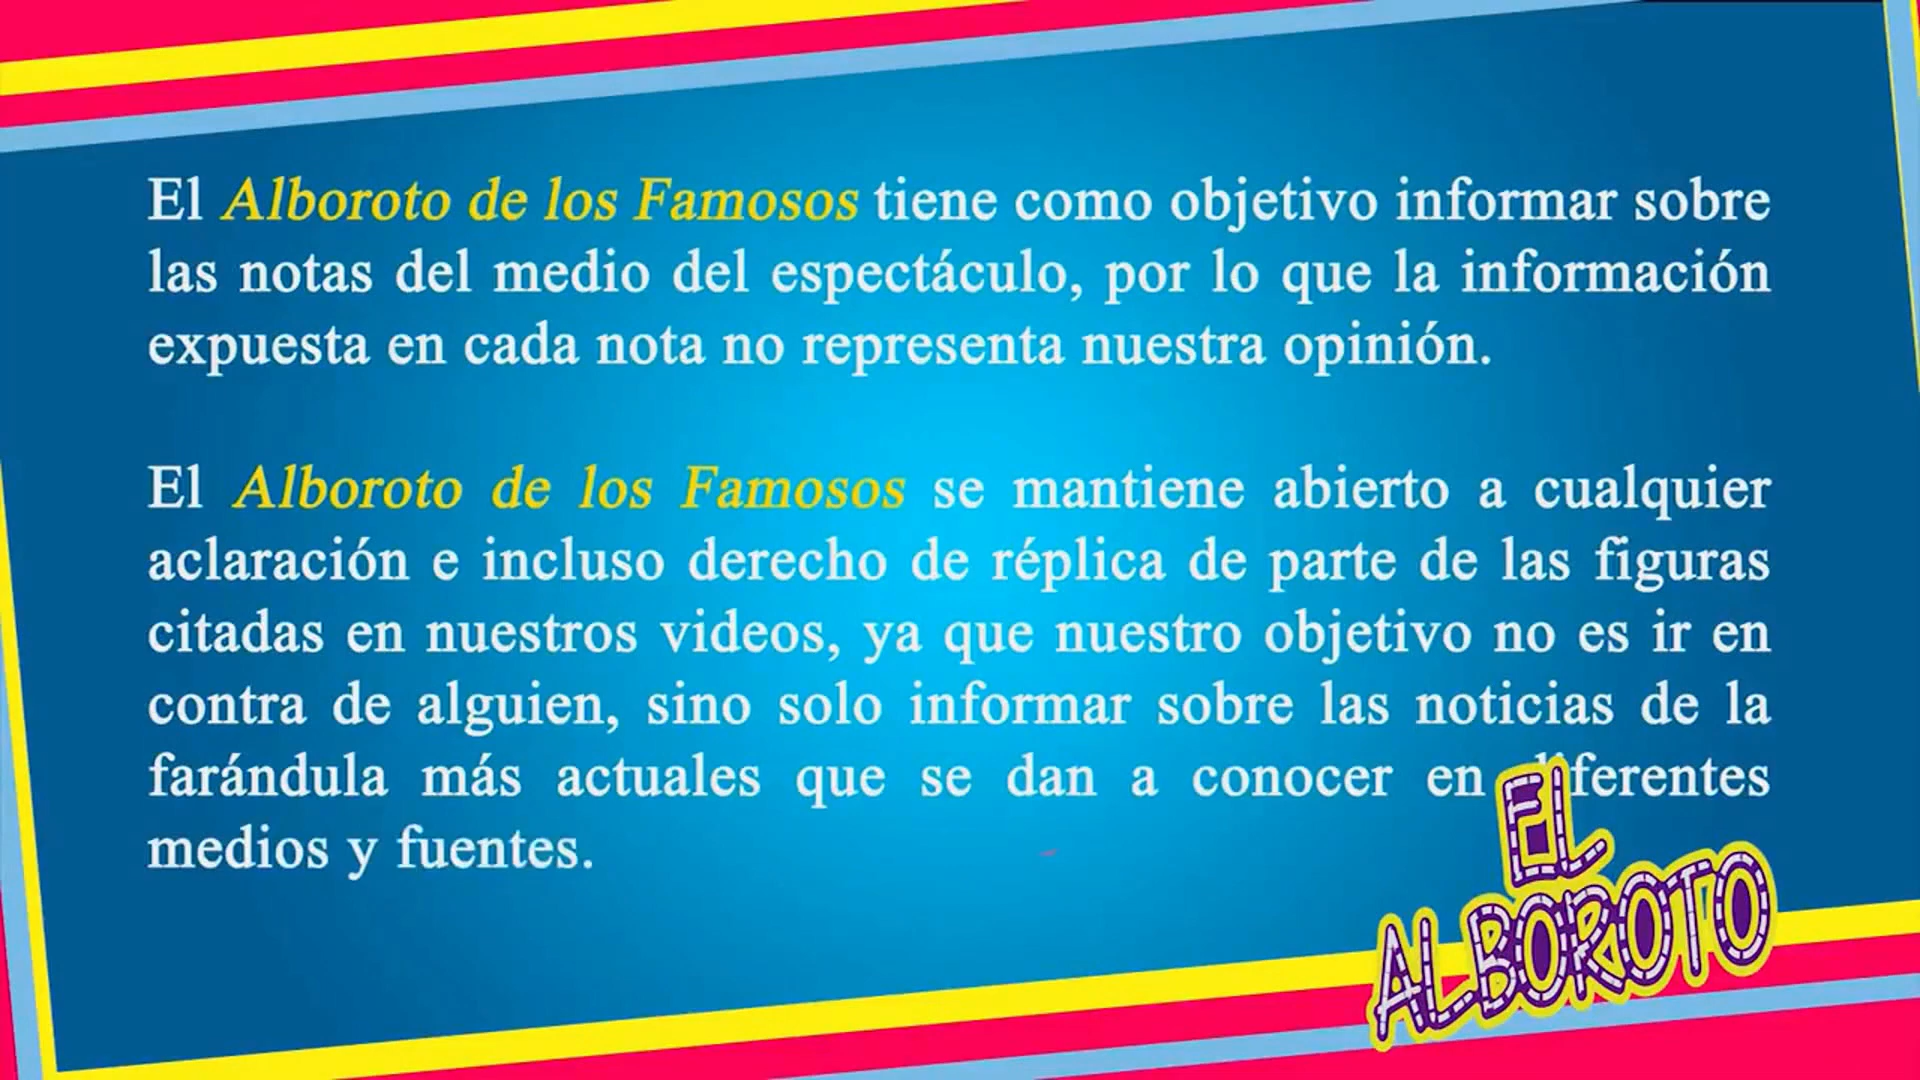 El Alboroto de los Famosos tiene como objetivo informar sobre
las notas del medio del espectáculo, por lo que la información
expuesta en cada nota no representa nuestra opinión.
El Alboroto de los Famosos se mantiene abierto a cualquier
aclaración e incluso derecho de réplica de parte de las figuras
citadas en nuestros videos, ya que nuestro objetivo no es ir en
contra de alguien, sino solo informar sobre las noticias de la
farándula más actuales que se dan a conocer en diferentes
medios y fuentes.
EL
ALBOROTO